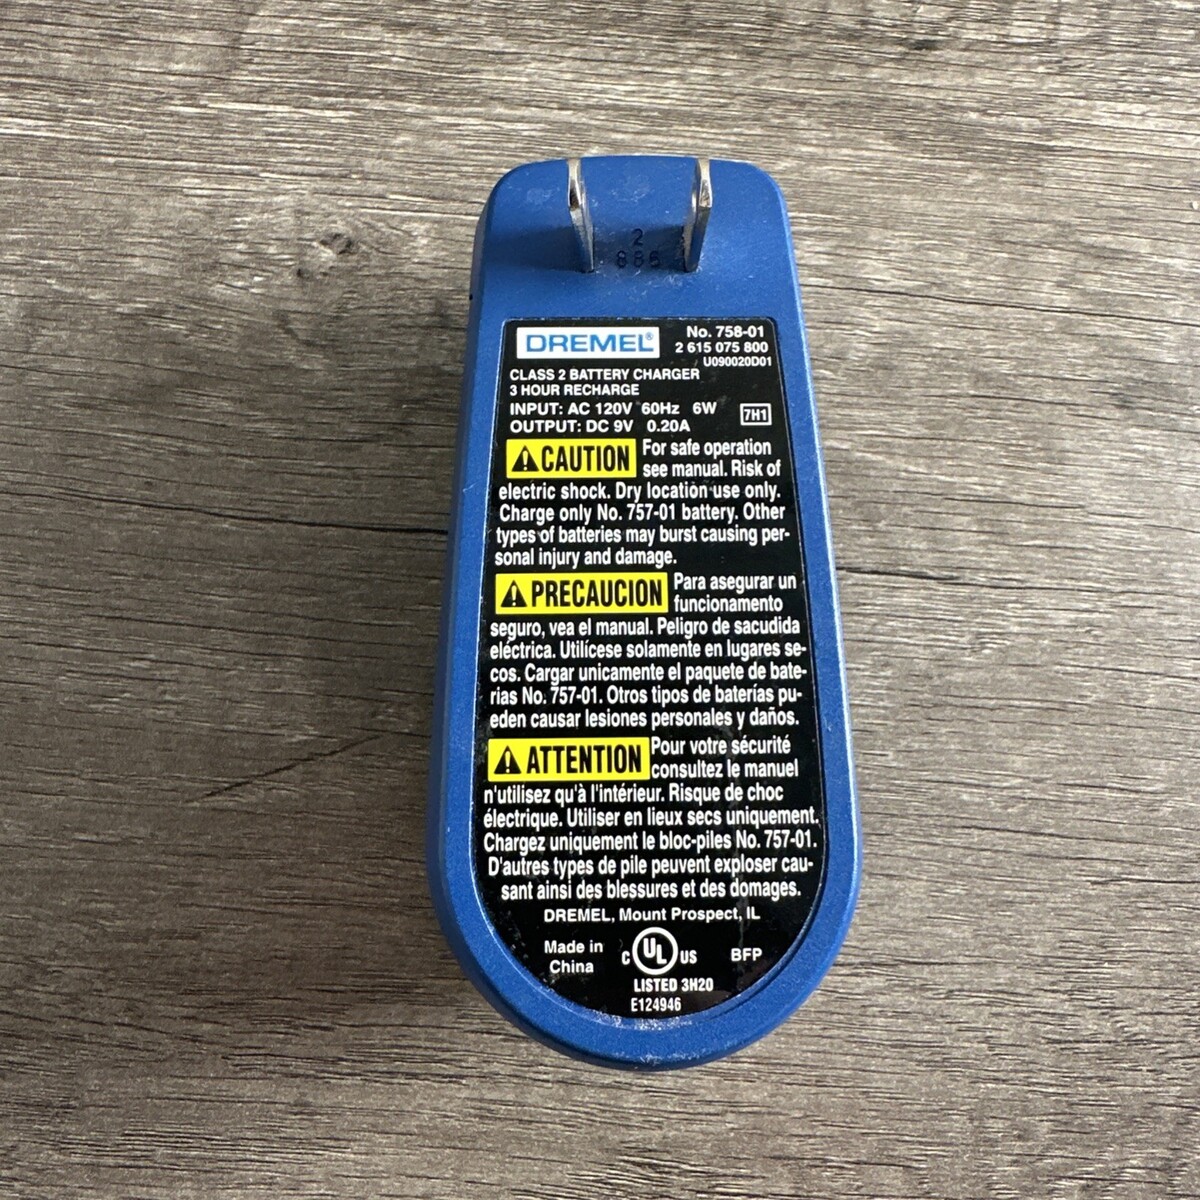 2
886
DREMEL®
No. 758-01
2 615 075 800
U090020D01
CLASS 2 BATTERY CHARGER
3 HOUR RECHARGE
INPUT: AC 120V 60Hz 6W
OUTPUT: DC 9V 0.20A
7H1
CAUTION For safe operation
see manual. Risk of
electric shock. Dry location use only.
Charge only No. 757-01 battery. Other
types of batteries may burst causing per-
sonal injury and damage.
PRECAUCION Para asegurar un
funcionamento
seguro, vea el manual. Peligro de sacudida
eléctrica. Utilícese solamente en lugares se-
cos. Cargar unicamente el paquete de bate-
rias No. 757-01. Otros tipos de baterías pu-
eden causar lesiones personales y daños.
ATTENTION Pour votre sécurité
consultez le manuel
n'utilisez qu'à l'intérieur. Risque de choc
électrique. Utiliser en lieux secs uniquement.
Chargez uniquement le bloc-piles No. 757-01.
D'autres types de pile peuvent exploser cau-
sant ainsi des blessures et des domages.
DREMEL, Mount Prospect, IL
Made in
China
C UL US
BFP
LISTED 3H20
E124946